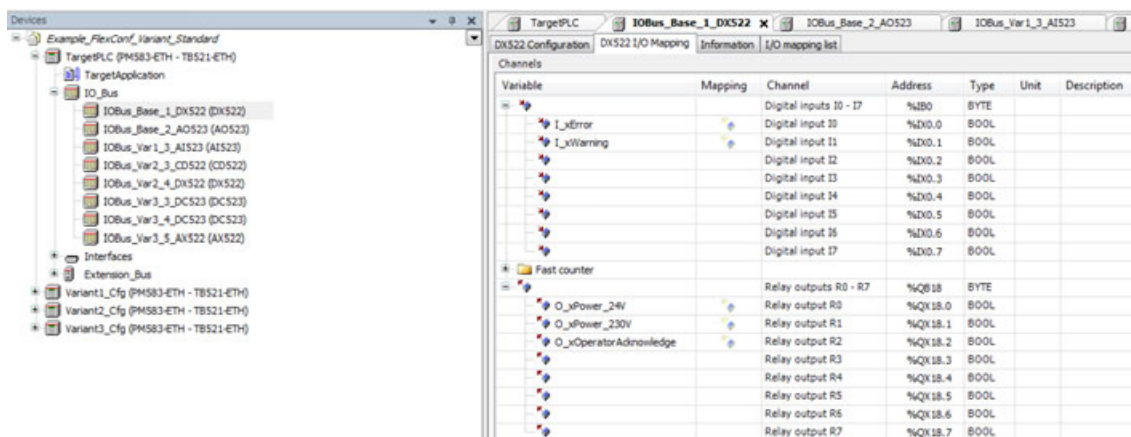 Devices
Example_FlexConf_Variant_Standard
TargetPLC (PM583-ETH - TB521-ETH)
TargetApplication
IO_Bus
IOBus_Base_1_DX522 (DX522)
IOBus_Base_2_AO523 (AO523)
IOBus_Var1_3_AI523 (AI523)
IOBus_Var2_3_CD522 (CD522)
IOBus_Var2_4_DX522 (DX522)
IOBus_Var3_3_DC523 (DC523)
IOBus_Var3_4_DC523 (DC523)
IOBus_Var3_5_AX522 (AX522)
Interfaces
Extension_Bus
Variant1_Cfg (PM583-ETH - TB521-ETH)
Variant2_Cfg (PM583-ETH - TB521-ETH)
Variant3_Cfg (PM583-ETH - TB521-ETH)
TargetPLC IOBus_Base_1_DX522 IOBus_Base_2_AO523 IOBus_Var1_3_AI523
DX522 Configuration DX522 I/O Mapping Information I/O mapping list
Channels
Variable Mapping Channel Address Type Unit Description
Digital inputs I0 - I7 %IB0 BYTE
I_xError Digital input I0 %IX0.0 BOOL
I_xWarning Digital input I1 %IX0.1 BOOL
Digital input I2 %IX0.2 BOOL
Digital input I3 %IX0.3 BOOL
Digital input I4 %IX0.4 BOOL
Digital input I5 %IX0.5 BOOL
Digital input I6 %IX0.6 BOOL
Digital input I7 %IX0.7 BOOL
Fast counter
Relay outputs R0 - R7 %QB18 BYTE
O_xPower_24V Relay output R0 %QX18.0 BOOL
O_xPower_230V Relay output R1 %QX18.1 BOOL
O_xOperatorAcknowledge Relay output R2 %QX18.2 BOOL
Relay output R3 %QX18.3 BOOL
Relay output R4 %QX18.4 BOOL
Relay output R5 %QX18.5 BOOL
Relay output R6 %QX18.6 BOOL
Relay output R7 %QX18.7 BOOL